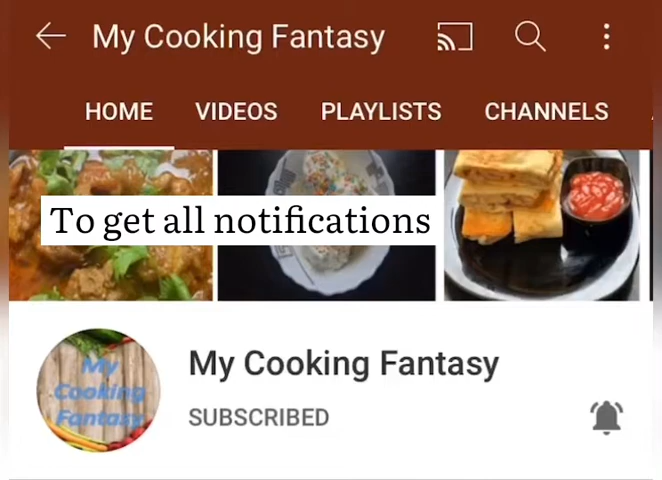 My Cooking Fantasy
HOME VIDEOS PLAYLISTS CHANNELS
To get all notifications
My
Cooking
Fantasy
My Cooking Fantasy
SUBSCRIBED